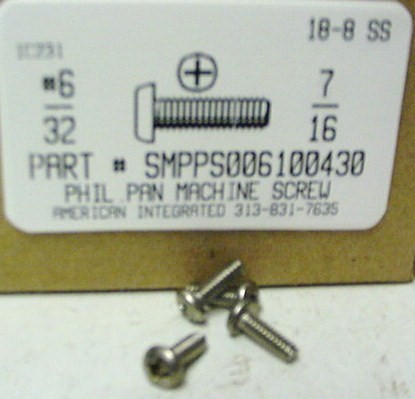 18-8 SS
IC231
#6 7
32 16
PART # SMPPS006100430
PHIL PAN MACHINE SCREW
AMERICAN INTEGRATED 313-831-7635